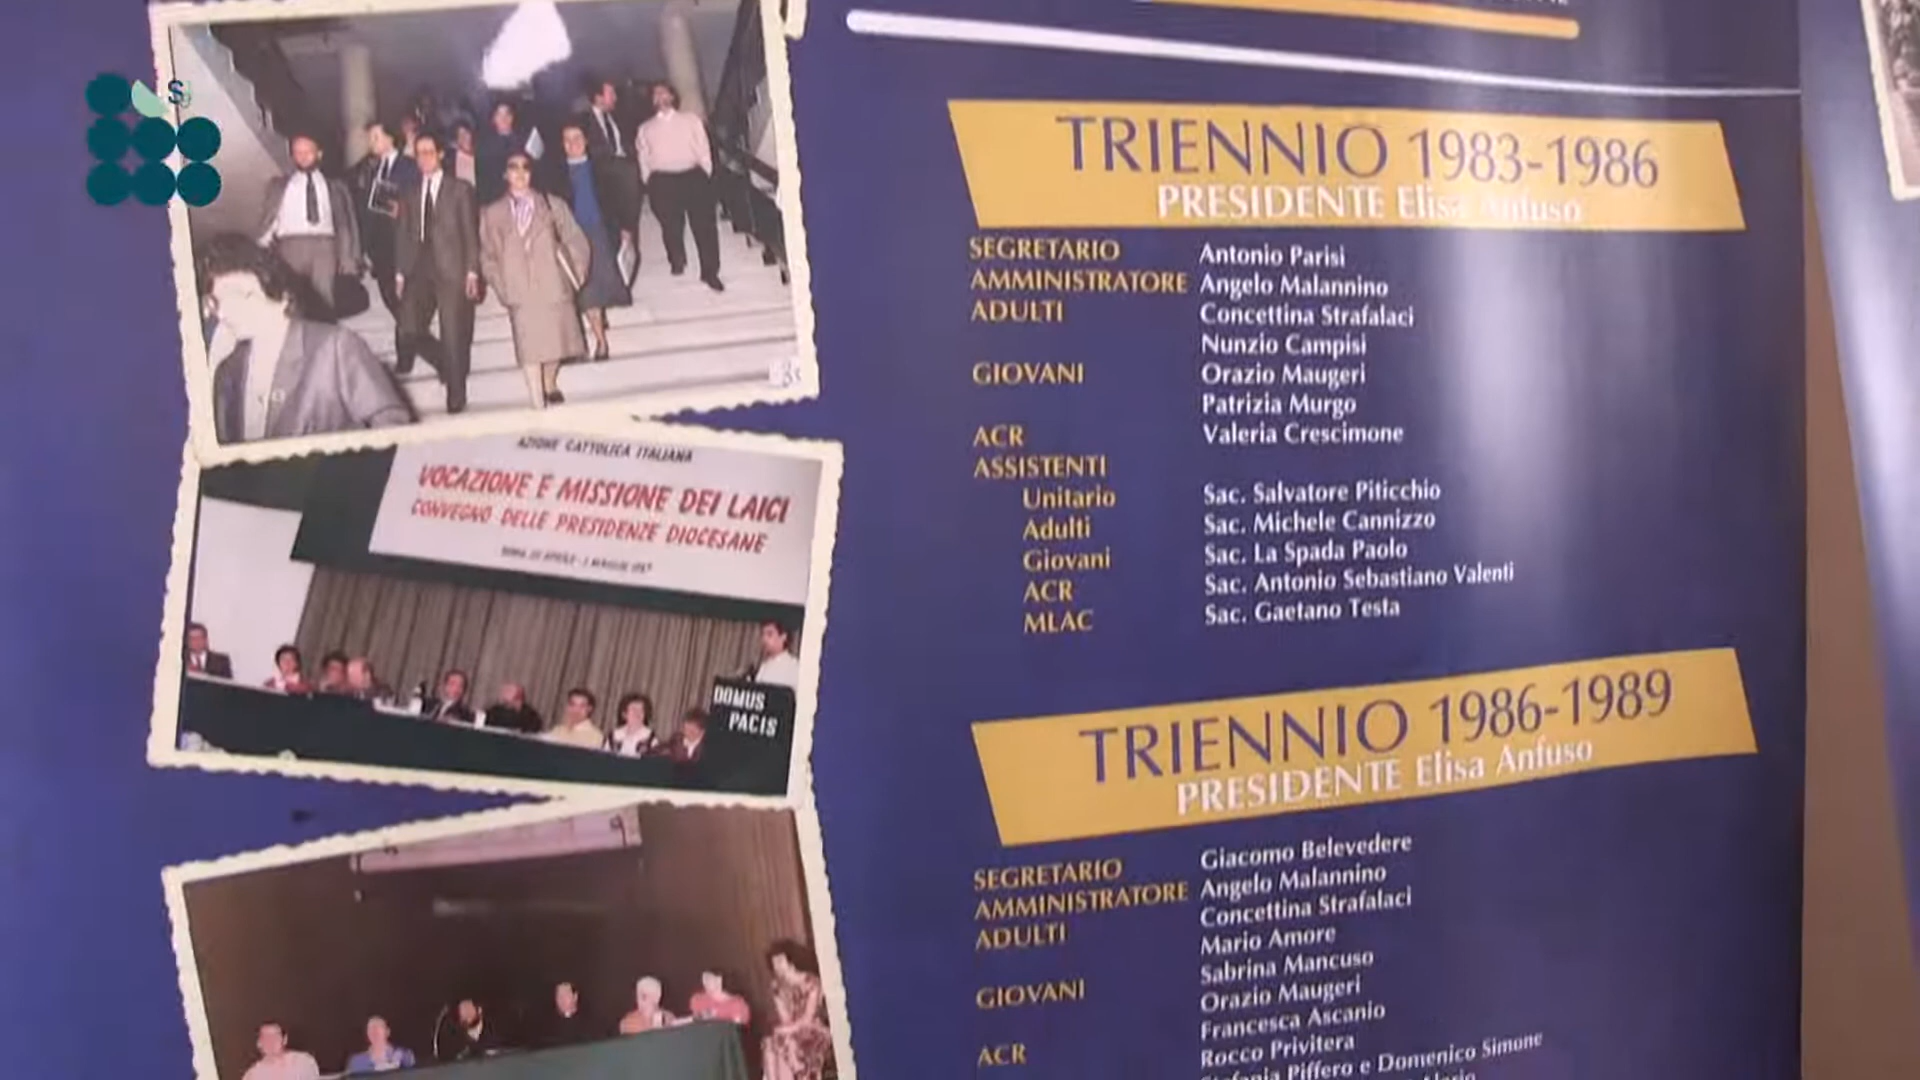 TRIENNIO 1983-1986
PRESIDENTE Elisa Anfuso
SEGRETARIO Antonio Parisi
AMMINISTRATORE Angelo Malannino
ADULTI Concettina Strafalaci
Nunzio Campisi
GIOVANI Orazio Maugeri
Patrizia Murgo
ACR Valeria Crescimone
ASSISTENTI
Unitario Sac. Salvatore Piticchio
Adulti Sac. Michele Cannizzo
Giovani Sac. La Spada Paolo
ACR Sac. Antonio Sebastiano Valenti
MLAC Sac. Gaetano Testa
TRIENNIO 1986-1989
PRESIDENTE Elisa Anfuso
SEGRETARIO Giacomo Belevedere
AMMINISTRATORE Angelo Malannino
ADULTI Concettina Strafalaci
Mario Amore
Sabrina Mancuso
GIOVANI Orazio Maugeri
Francesca Ascanio
ACR Rocco Privitera
Stefania Piffero e Domenico Simone
AZIONE CATTOLICA ITALIANA
VOCAZIONE E MISSIONE DEI LAICI
CONVEGNO DELLE PRESIDENZE DIOCESANE
DOMUS
PACIS